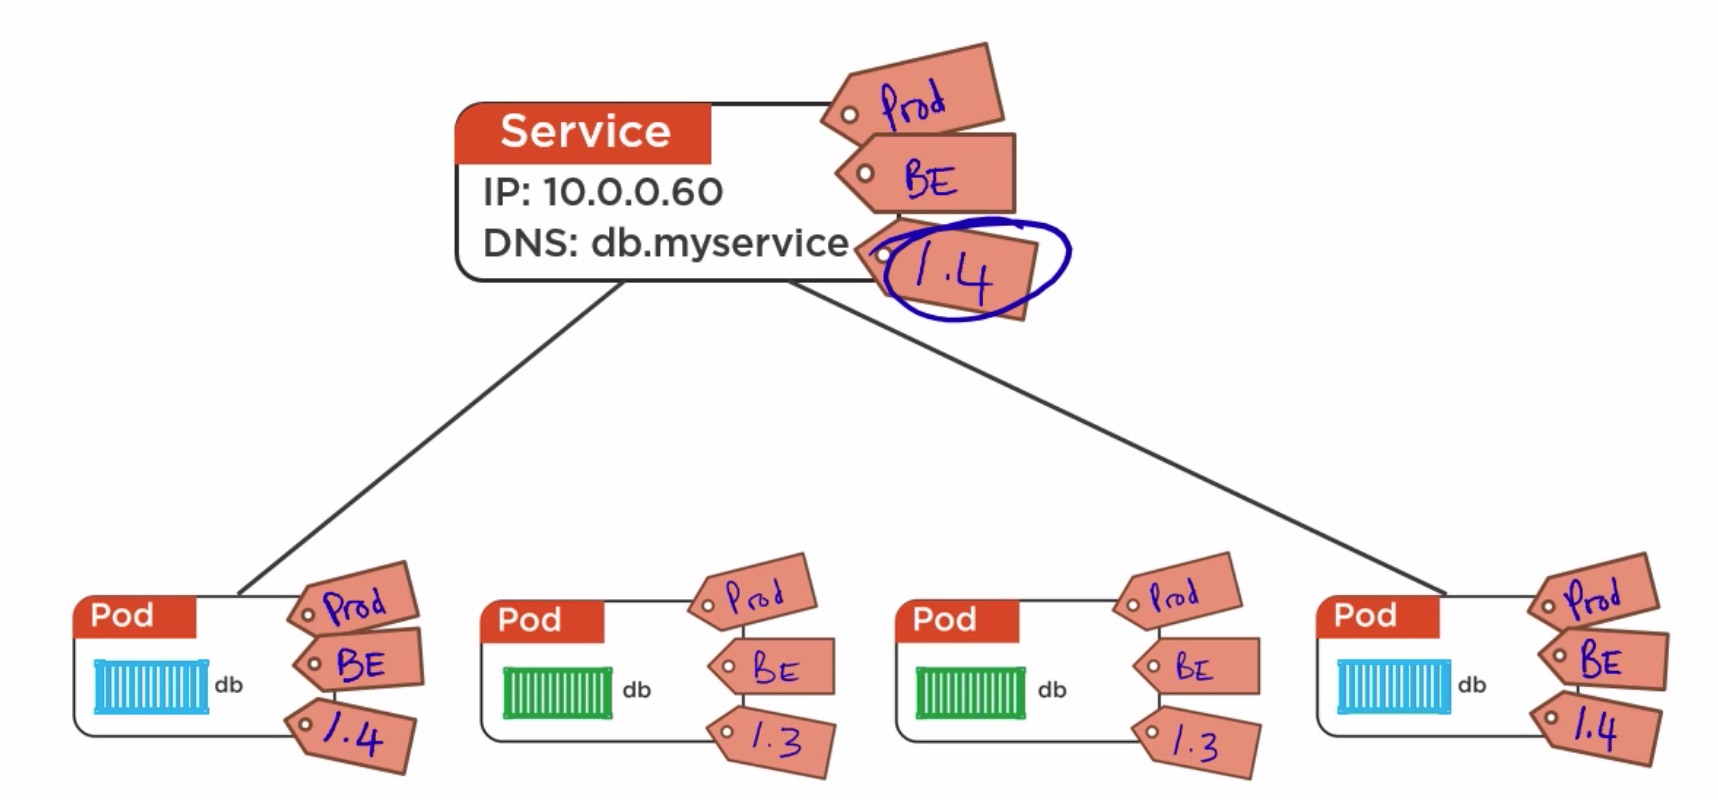 Service
IP: 10.0.0.60
DNS: db.myservice
Prod
BE
1.4
Pod
db
Prod
BE
1.4
Pod
db
Prod
BE
1.3
Pod
db
Prod
BE
1.3
Pod
db
Prod
BE
1.4